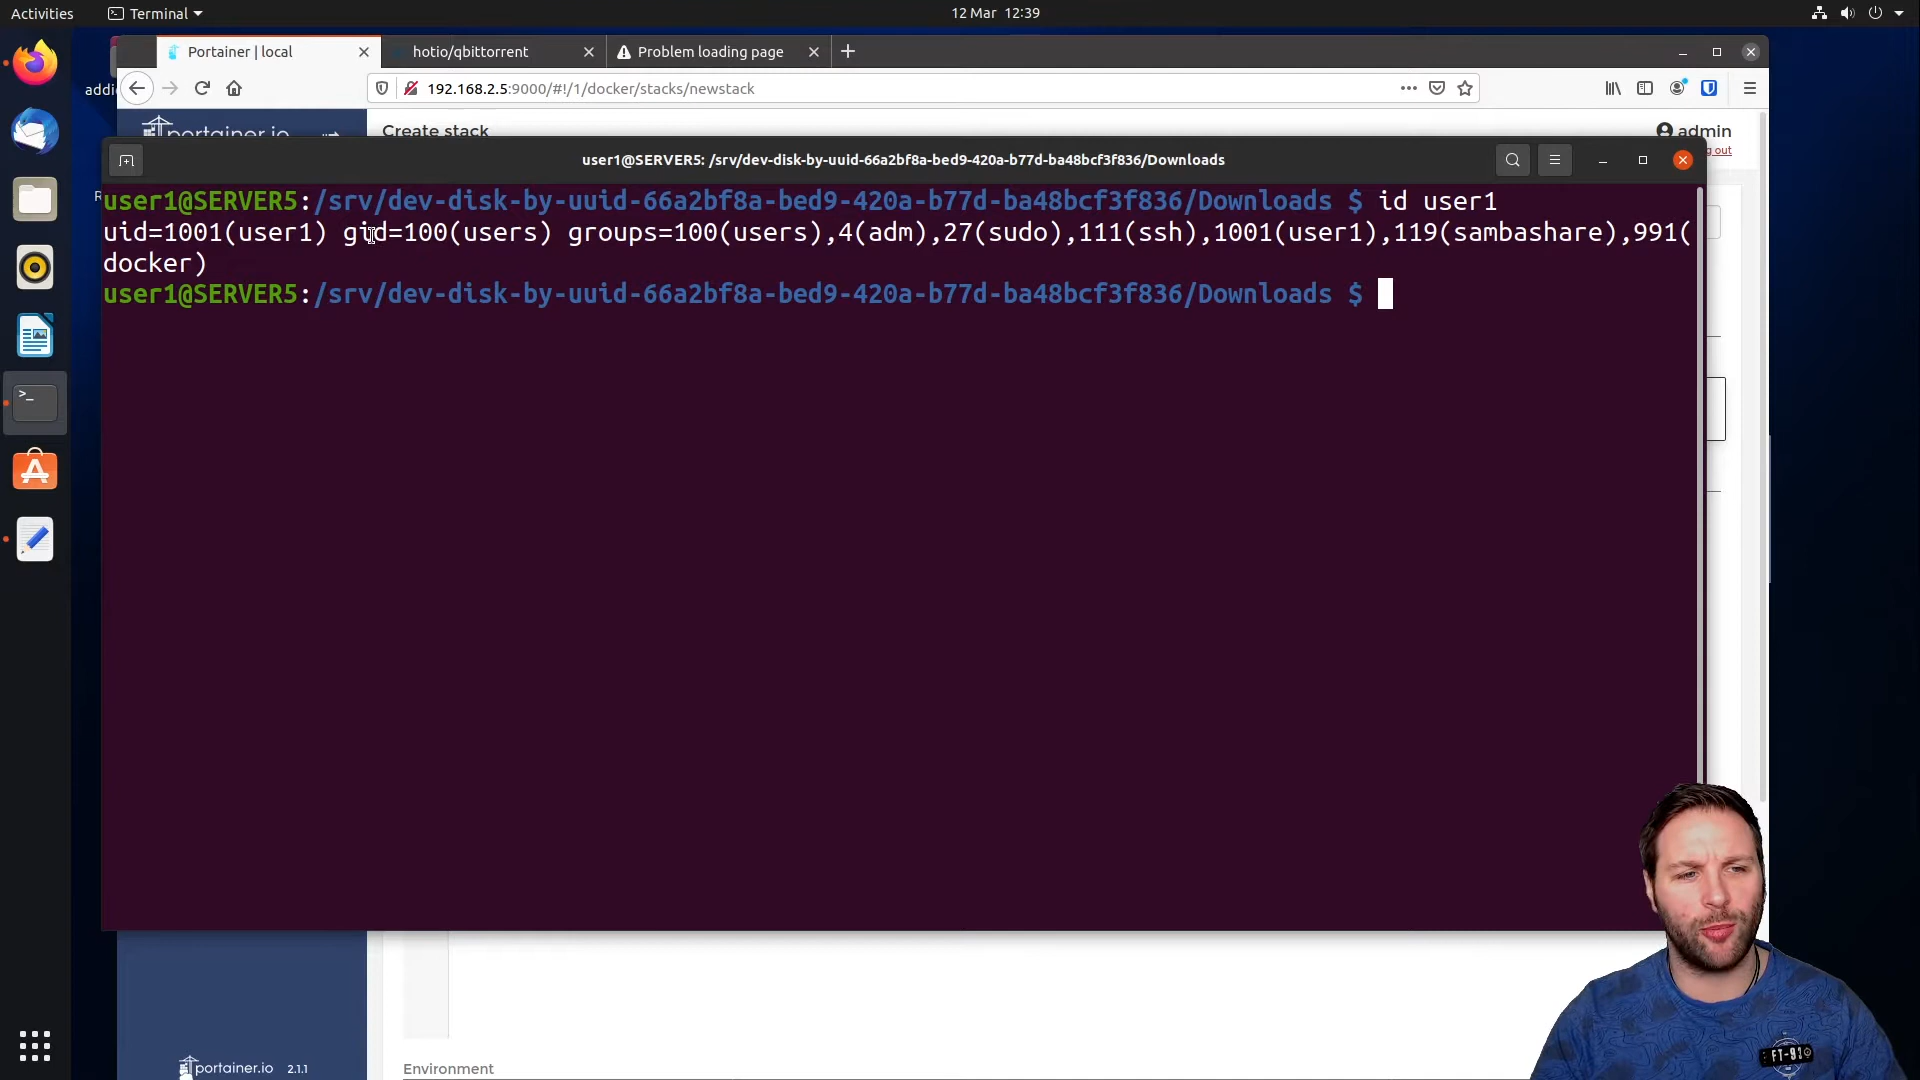 Activities
Terminal
12 Mar 12:39
Portainer | local
hotio/qbittorrent
Problem loading page
192.168.2.5:9000/#!/1/docker/stacks/newstack
portainer.io
Create stack
admin
user1@SERVER5: /srv/dev-disk-by-uuid-66a2bf8a-bed9-420a-b77d-ba48bcf3f836/Downloads
user1@SERVER5:/srv/dev-disk-by-uuid-66a2bf8a-bed9-420a-b77d-ba48bcf3f836/Downloads $ id user1
uid=1001(user1) gid=100(users) groups=100(users),4(adm),27(sudo),111(ssh),1001(user1),119(sambashare),991(
docker)
user1@SERVER5:/srv/dev-disk-by-uuid-66a2bf8a-bed9-420a-b77d-ba48bcf3f836/Downloads $
portainer.io 2.1.1
Environment